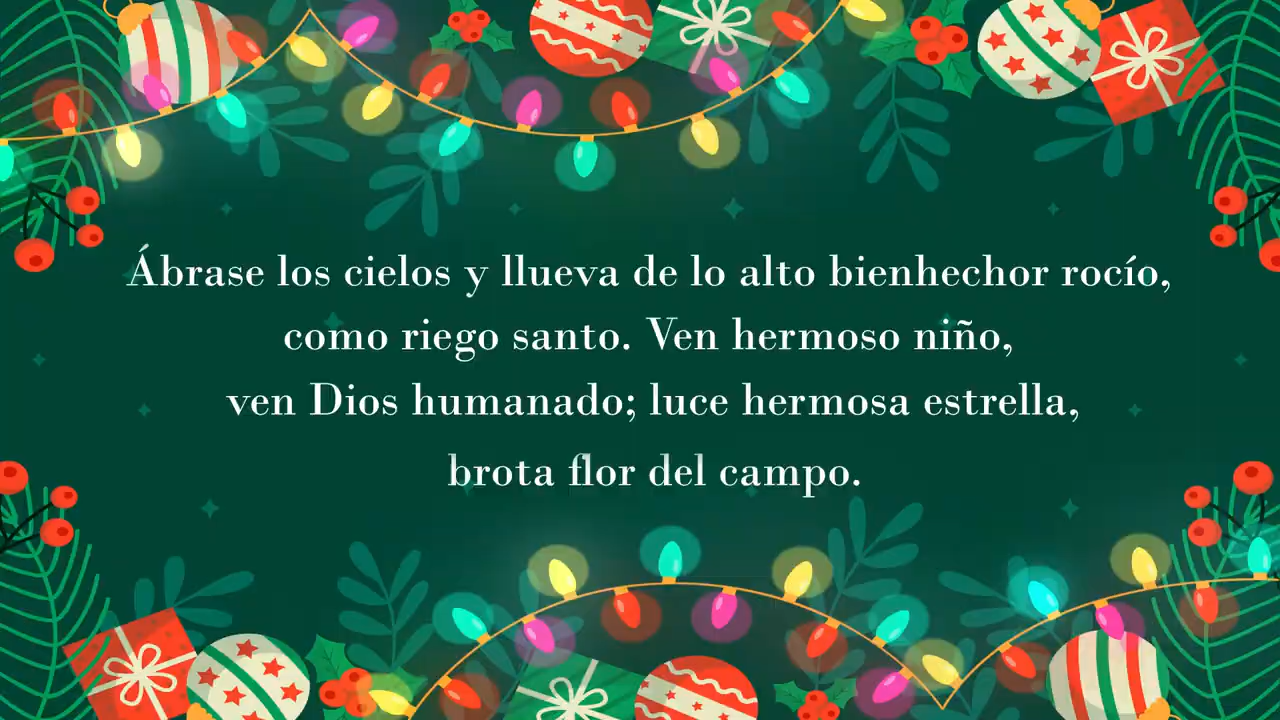 Ábrase los cielos y llueva de lo alto bienhechor rocío,
como riego santo. Ven hermoso niño,
ven Dios humanado; luce hermosa estrella,
brota flor del campo.